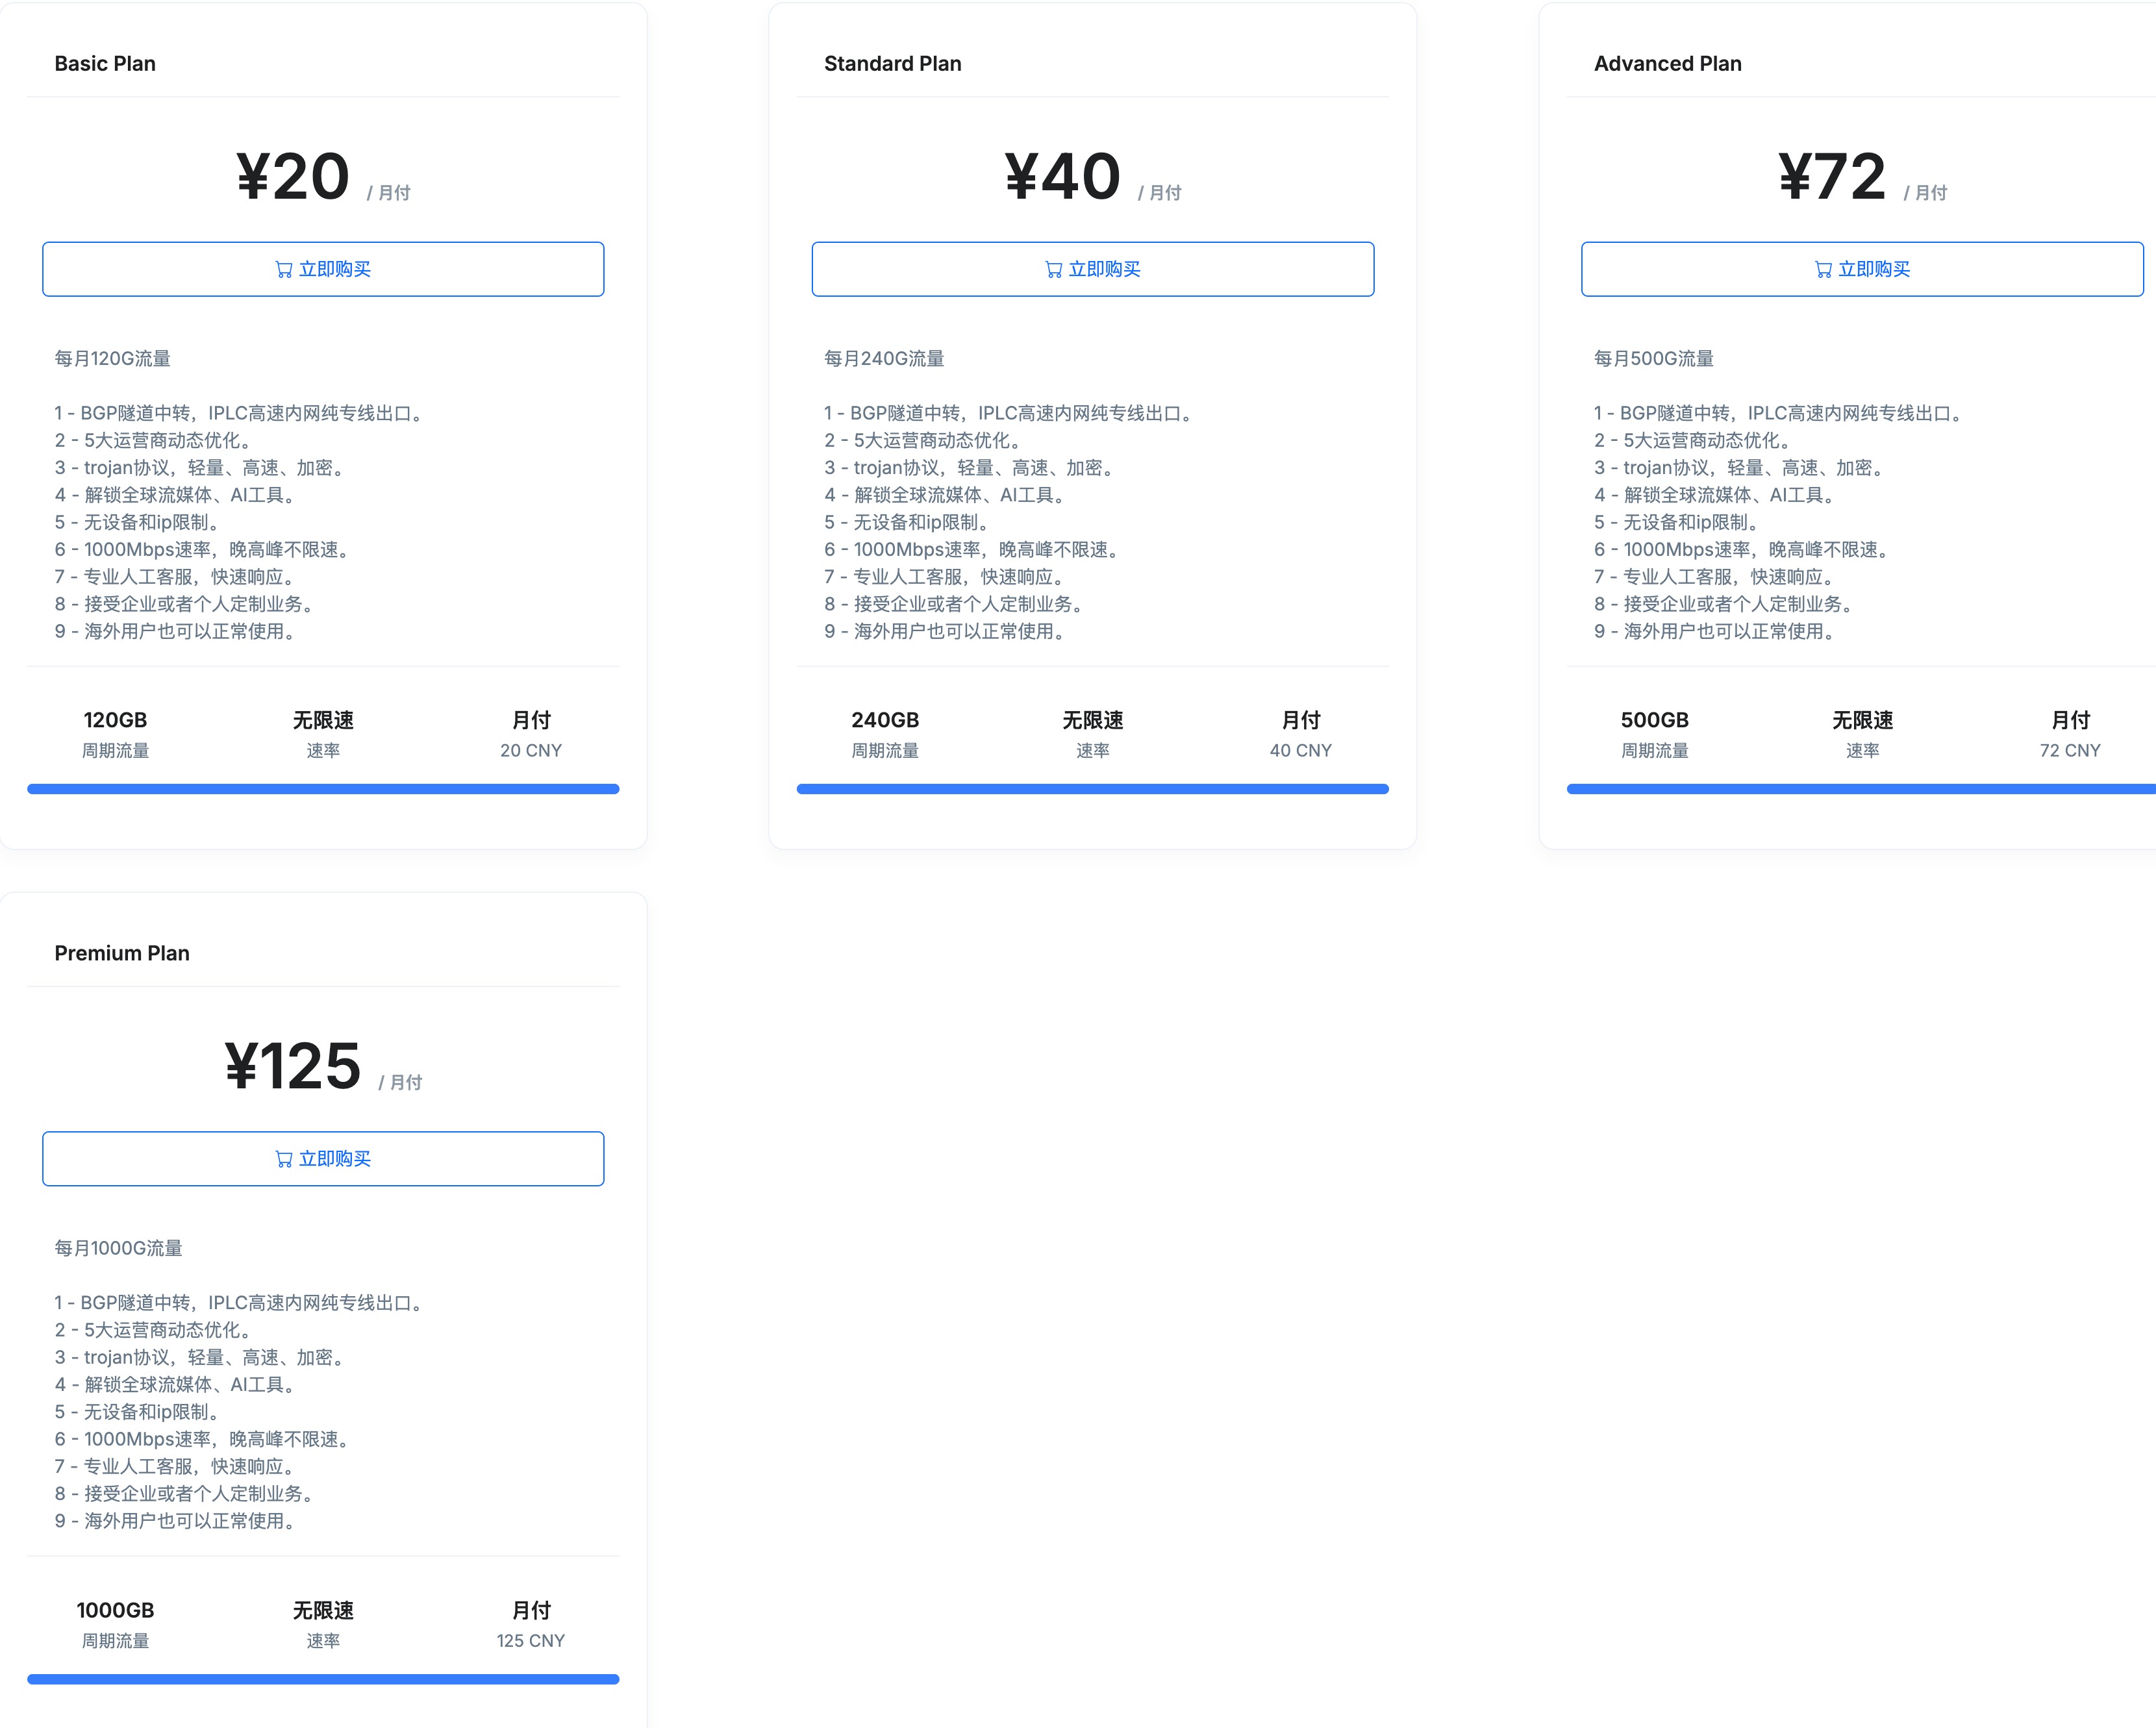 Basic Plan
¥20 / 月付
立即购买
每月120G流量
1 - BGP隧道中转，IPLC高速内网纯专线出口。
2 - 5大运营商动态优化。
3 - trojan协议，轻量、高速、加密。
4 - 解锁全球流媒体、AI工具。
5 - 无设备和ip限制。
6 - 1000Mbps速率，晚高峰不限速。
7 - 专业人工客服，快速响应。
8 - 接受企业或者个人定制业务。
9 - 海外用户也可以正常使用。
120GB 无限速 月付
周期流量 速率 20 CNY
Standard Plan
¥40 / 月付
立即购买
每月240G流量
1 - BGP隧道中转，IPLC高速内网纯专线出口。
2 - 5大运营商动态优化。
3 - trojan协议，轻量、高速、加密。
4 - 解锁全球流媒体、AI工具。
5 - 无设备和ip限制。
6 - 1000Mbps速率，晚高峰不限速。
7 - 专业人工客服，快速响应。
8 - 接受企业或者个人定制业务。
9 - 海外用户也可以正常使用。
240GB 无限速 月付
周期流量 速率 40 CNY
Advanced Plan
¥72 / 月付
立即购买
每月500G流量
1 - BGP隧道中转，IPLC高速内网纯专线出口。
2 - 5大运营商动态优化。
3 - trojan协议，轻量、高速、加密。
4 - 解锁全球流媒体、AI工具。
5 - 无设备和ip限制。
6 - 1000Mbps速率，晚高峰不限速。
7 - 专业人工客服，快速响应。
8 - 接受企业或者个人定制业务。
9 - 海外用户也可以正常使用。
500GB 无限速 月付
周期流量 速率 72 CNY
Premium Plan
¥125 / 月付
立即购买
每月1000G流量
1 - BGP隧道中转，IPLC高速内网纯专线出口。
2 - 5大运营商动态优化。
3 - trojan协议，轻量、高速、加密。
4 - 解锁全球流媒体、AI工具。
5 - 无设备和ip限制。
6 - 1000Mbps速率，晚高峰不限速。
7 - 专业人工客服，快速响应。
8 - 接受企业或者个人定制业务。
9 - 海外用户也可以正常使用。
1000GB 无限速 月付
周期流量 速率 125 CNY